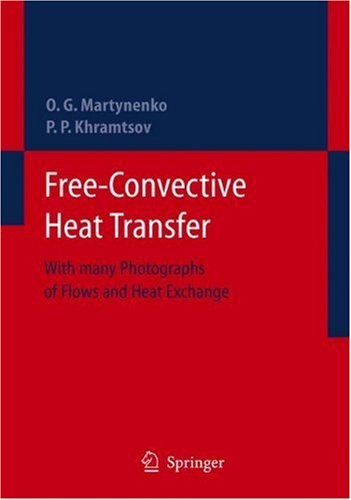 O. G. Martynenko
P. P. Khramtsov
Free-Convective
Heat Transfer
With many Photographs
of Flows and Heat Exchange
Springer